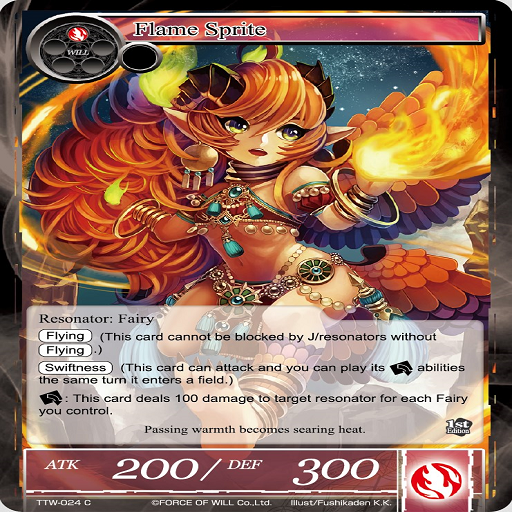 Flame Sprite
WILL
Resonator: Fairy
Flying (This card cannot be blocked by J/resonators without
Flying.)
Swiftness (This card can attack and you can play its abilities
the same turn it enters a field.)
: This card deals 100 damage to target resonator for each Fairy
you control.
Passing warmth becomes searing heat.
1st
Edition
ATK 200/ DEF 300
TTW-024 C ©FORCE OF WILL Co.,Ltd. Illust/Fushikaden K.K.